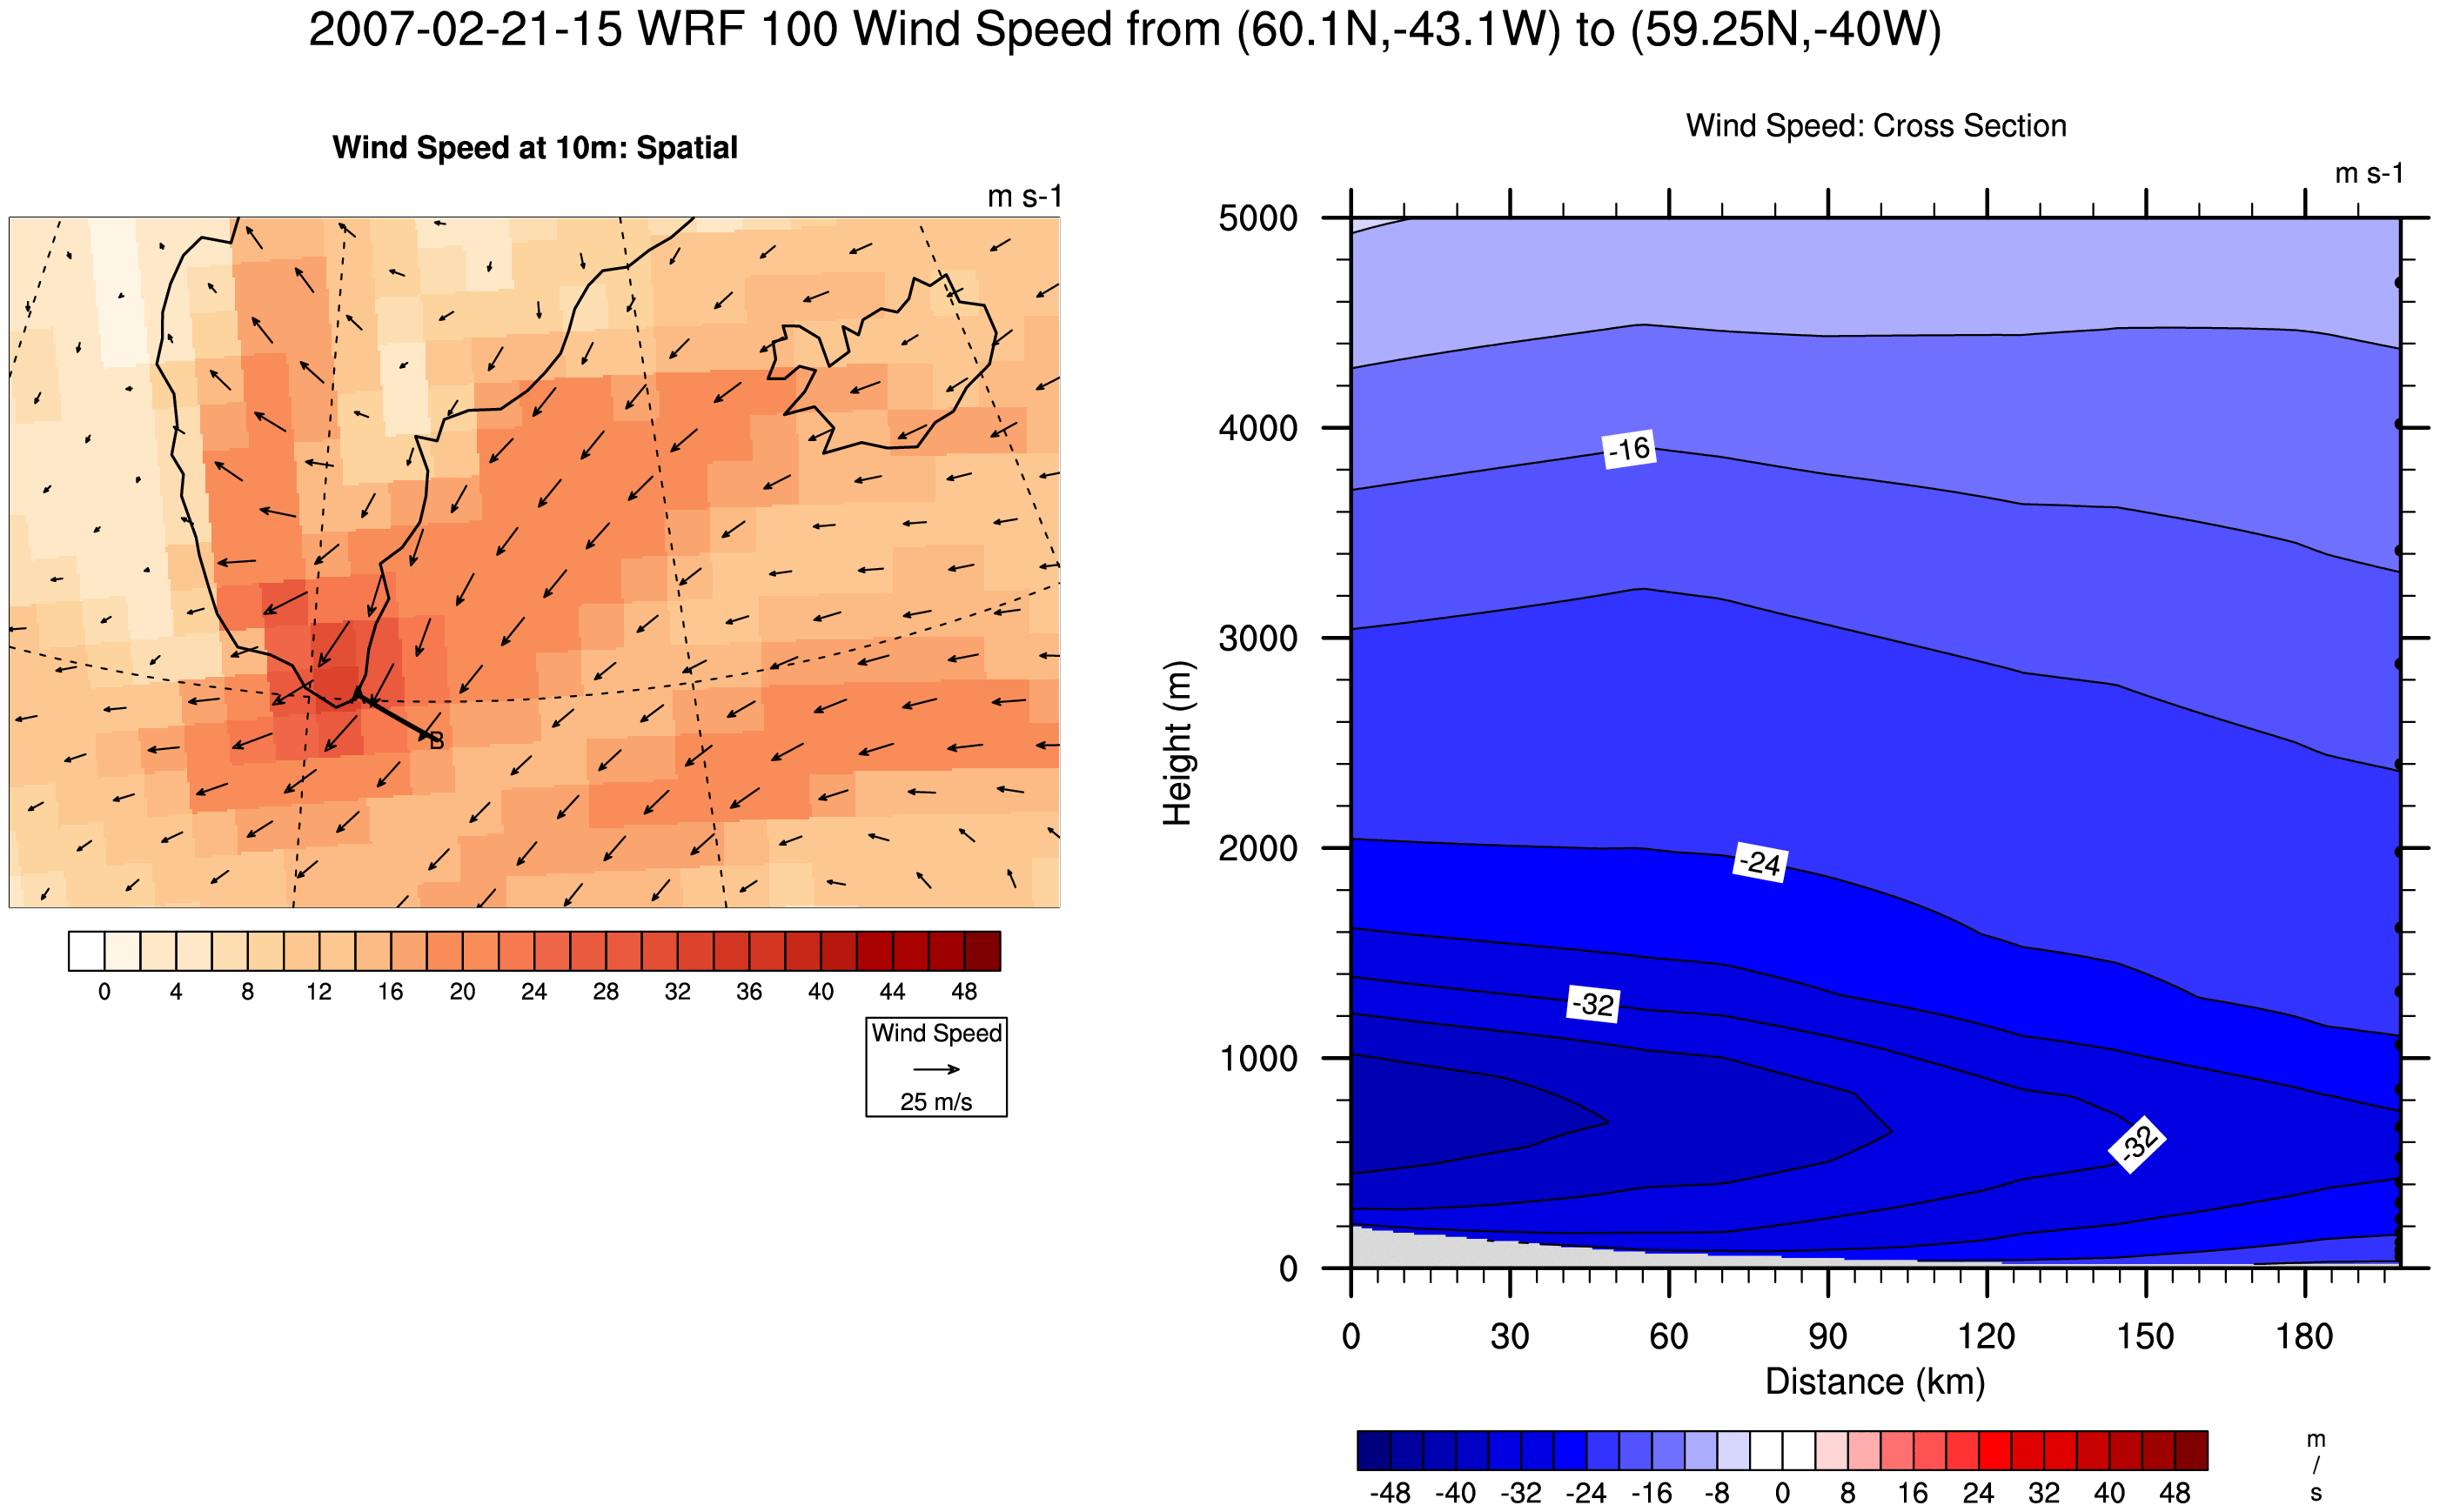 2007-02-21-15 WRF 100 Wind Speed from (60.1N,-43.1W) to (59.25N,-40W)
Wind Speed at 10m: Spatial
m s-1
A
B
0 4 8 12 16 20 24 28 32 36 40 44 48
Wind Speed
25 m/s
Wind Speed: Cross Section
m s-1
5000
4000
3000
2000
1000
0
Height (m)
-16
-24
-32
-32
0 30 60 90 120 150 180
Distance (km)
-48 -40 -32 -24 -16 -8 0 8 16 24 32 40 48
m
/
s